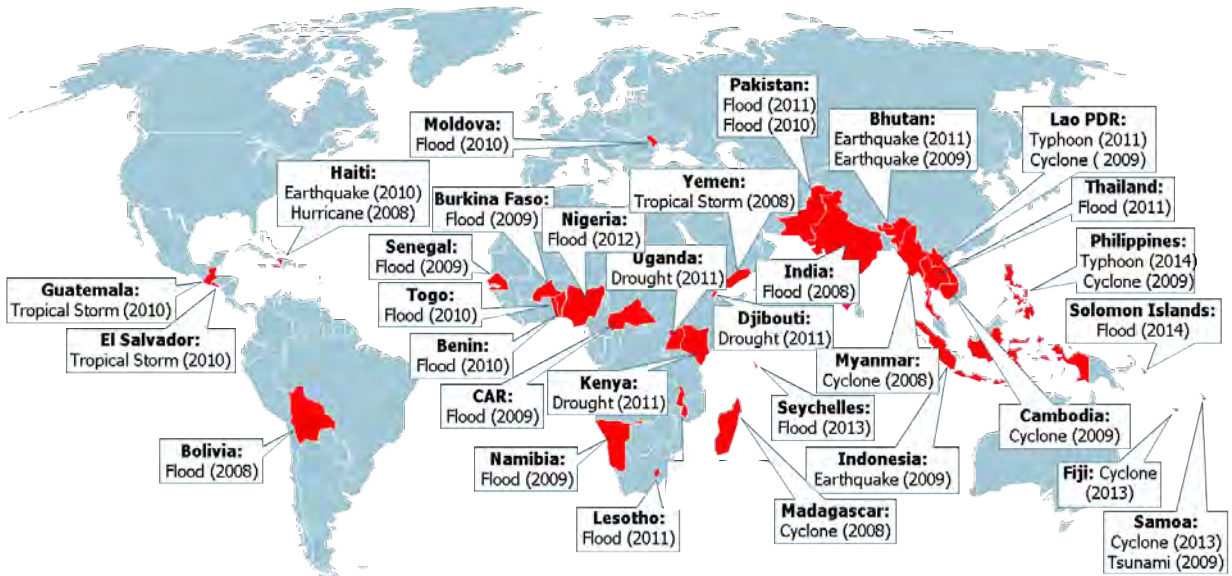 Pakistan:
Flood (2011)
Flood (2010)
Bhutan:
Earthquake (2011)
Earthquake (2009)
Lao PDR:
Typhoon (2011)
Cyclone ( 2009)
Moldova:
Flood (2010)
Haiti:
Earthquake (2010)
Hurricane (2008)
Burkina Faso:
Flood (2009)
Nigeria:
Flood (2012)
Yemen:
Tropical Storm (2008)
Thailand:
Flood (2011)
Senegal:
Flood (2009)
Uganda:
Drought (2011)
India:
Flood (2008)
Philippines:
Typhoon (2014)
Cyclone (2009)
Guatemala:
Tropical Storm (2010)
Togo:
Flood (2010)
Djibouti:
Drought (2011)
Solomon Islands:
Flood (2014)
El Salvador:
Tropical Storm (2010)
Benin:
Flood (2010)
Myanmar:
Cyclone (2008)
CAR:
Flood (2009)
Kenya:
Drought (2011)
Seychelles:
Flood (2013)
Cambodia:
Cyclone (2009)
Bolivia:
Flood (2008)
Namibia:
Flood (2009)
Indonesia:
Earthquake (2009)
Fiji: Cyclone
(2013)
Lesotho:
Flood (2011)
Madagascar:
Cyclone (2008)
Samoa:
Cyclone (2013)
Tsunami (2009)